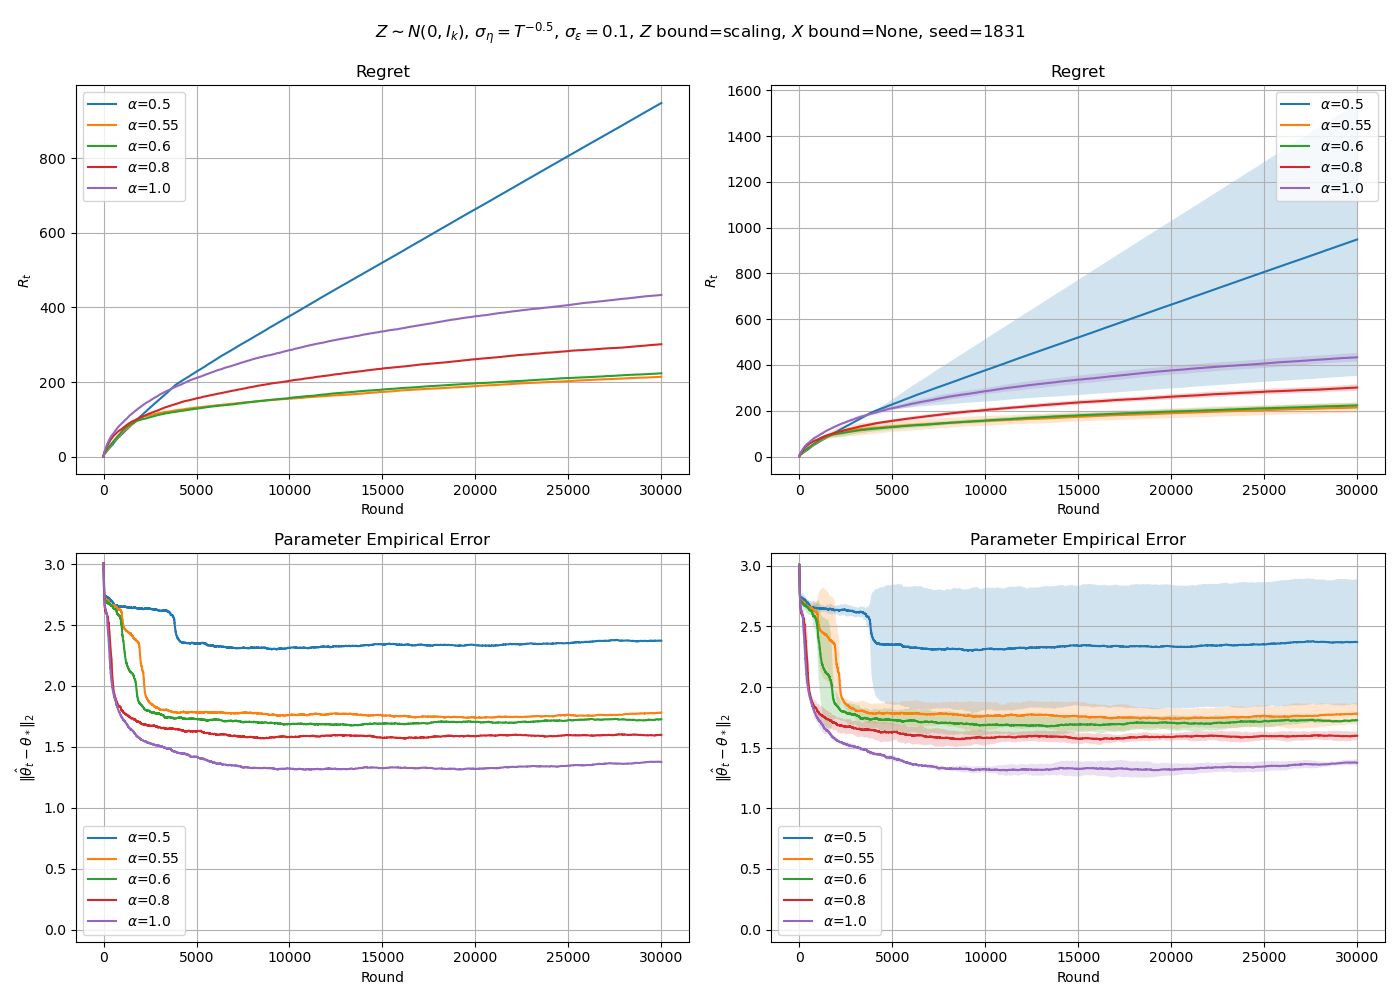 Z ~ N(0, I_k), σ_η = T^{-0.5}, σ_ε = 0.1, Z bound=scaling, X bound=None, seed=1831
Regret
R_t
800
600
400
200
0
α=0.5
α=0.55
α=0.6
α=0.8
α=1.0
0 5000 10000 15000 20000 25000 30000
Round
Regret
R_t
1600
1400
1200
1000
800
600
400
200
0
α=0.5
α=0.55
α=0.6
α=0.8
α=1.0
0 5000 10000 15000 20000 25000 30000
Round
Parameter Empirical Error
‖θ̂_t − θ_*‖_2
3.0
2.5
2.0
1.5
1.0
0.5
0.0
α=0.5
α=0.55
α=0.6
α=0.8
α=1.0
0 5000 10000 15000 20000 25000 30000
Round
Parameter Empirical Error
‖θ̂_t − θ_*‖_2
3.0
2.5
2.0
1.5
1.0
0.5
0.0
α=0.5
α=0.55
α=0.6
α=0.8
α=1.0
0 5000 10000 15000 20000 25000 30000
Round